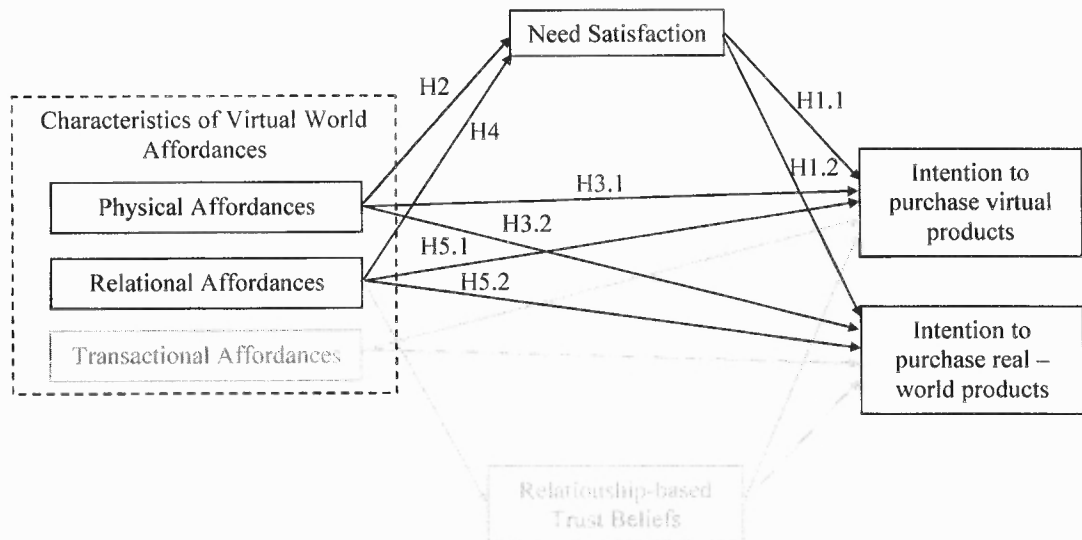 Need Satisfaction
H2
H4
H1.1
H1.2
Characteristics of Virtual World
Affordances
Physical Affordances
Relational Affordances
Transactional Affordances
H3.1
H3.2
H5.1
H5.2
Intention to
purchase virtual
products
Intention to
purchase real –
world products
Relationship-based
Trust Beliefs